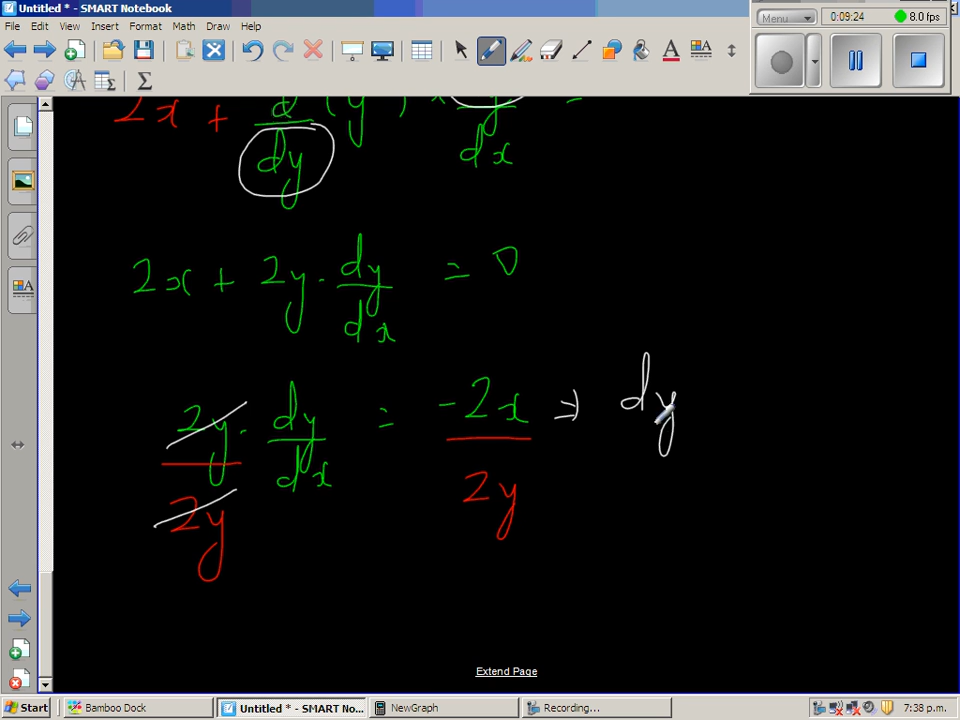 Untitled * - SMART Notebook
File Edit View Insert Format Math Draw Help
Menu 0:09:24 8.0 fps
2x + d (y ) × y =
dy dx
2x + 2y . dy = 0
dx
2y . dy = -2x ⇒ dy
2y dx 2y
Extend Page
Start Bamboo Dock Untitled * - SMART No... NewGraph Recording... 7:38 p.m.